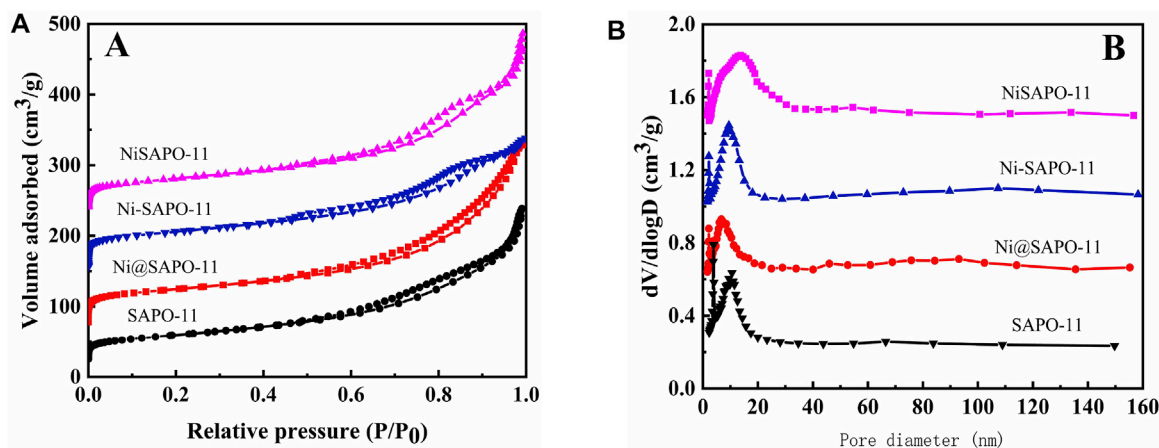 A
A
500
400
300
200
100
0
0.0 0.2 0.4 0.6 0.8 1.0
Volume adsorbed (cm³/g)
Relative pressure (P/P₀)
NiSAPO-11
Ni-SAPO-11
Ni@SAPO-11
SAPO-11
B
B
1.8
1.5
1.2
0.9
0.6
0.4
0.0
0 20 40 60 80 100 120 140 160
dV/dlogD (cm³/g)
Pore diameter (nm)
NiSAPO-11
Ni-SAPO-11
Ni@SAPO-11
SAPO-11